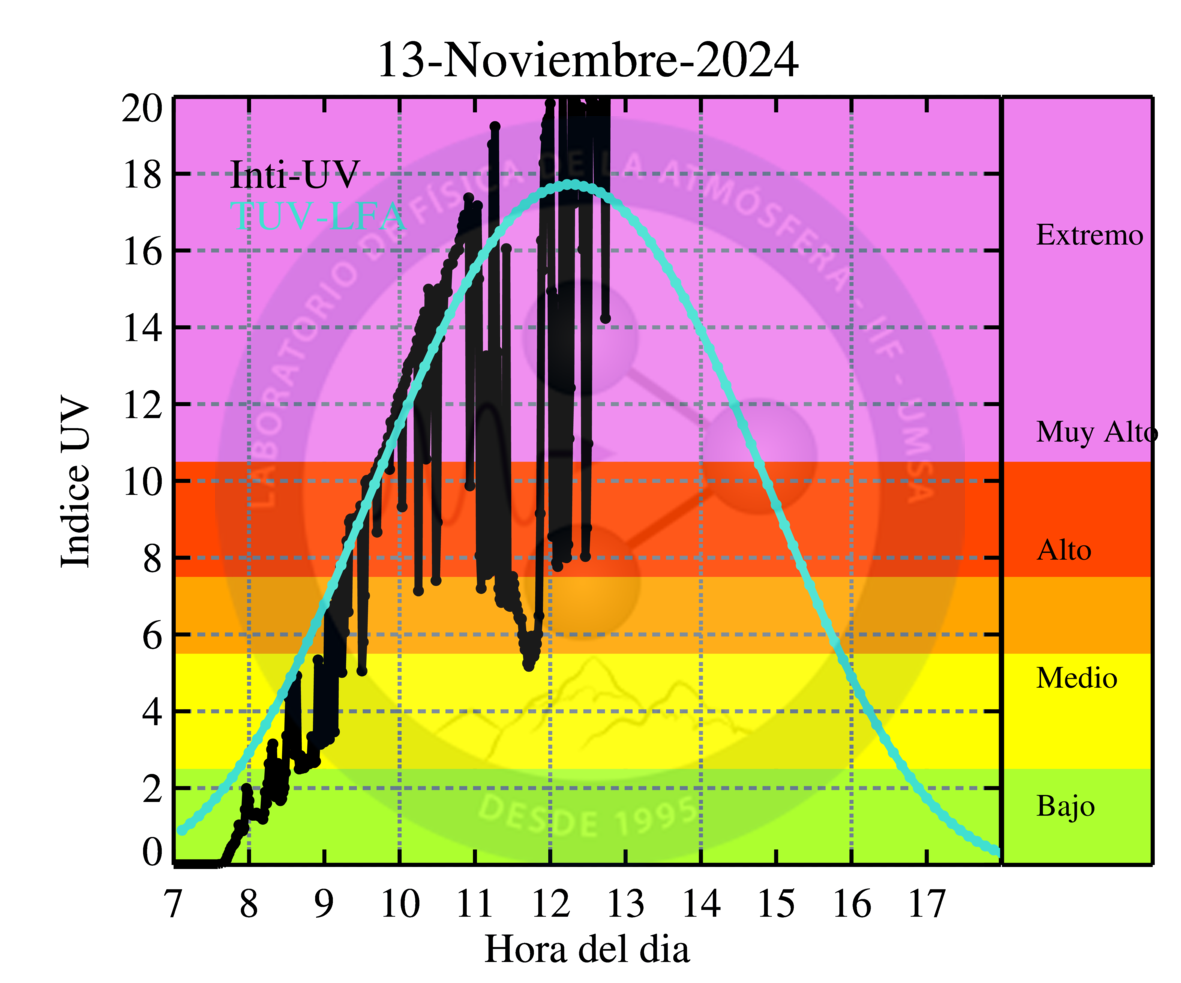 13-Noviembre-2024
Indice UV
20
18
16
14
12
10
8
6
4
2
0
Inti-UV
TUV-LFA
LABORATORIO DE FÍSICA DE LA ATMÓSFERA - IIF - UMSA
DESDE 1995
Extremo
Muy Alto
Alto
Medio
Bajo
7 8 9 10 11 12 13 14 15 16 17
Hora del dia